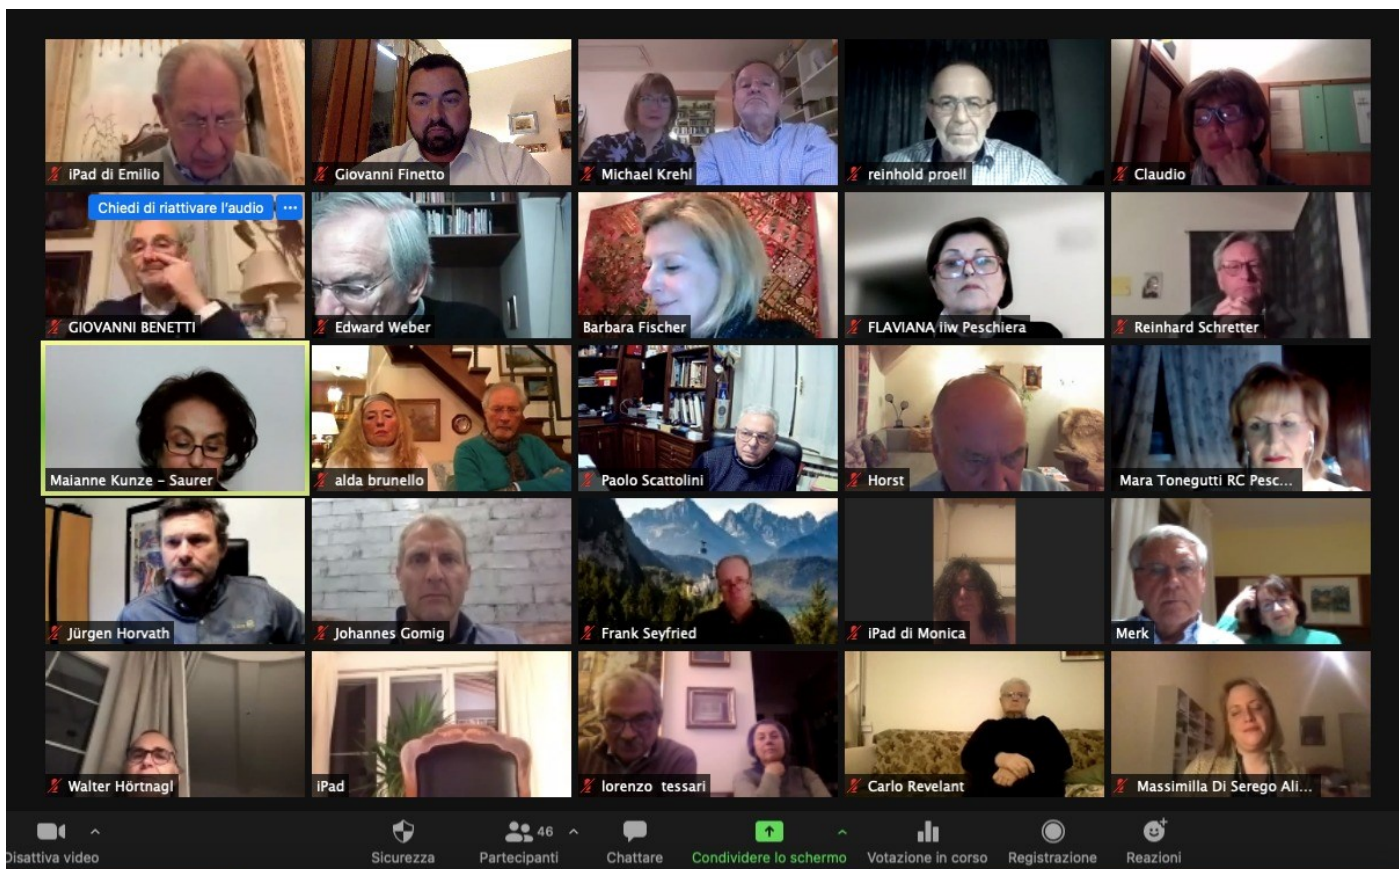 iPad di Emilio
Giovanni Finetto
Michael Krehl
reinhold proell
Claudio
Chiedi di riattivare l'audio ...
GIOVANNI BENETTI
Edward Weber
Barbara Fischer
FLAVIANA iiw Peschiera
Reinhard Schretter
Maianne Kunze – Saurer
alda brunello
Paolo Scattolini
Horst
Mara Tonegutti RC Pesc...
Jürgen Horvath
Johannes Gomig
Frank Seyfried
iPad di Monica
Merk
Walter Hörtnagl
iPad
lorenzo tessari
Carlo Revelant
Massimilla Di Serego Ali...
46
Disattiva video
Sicurezza
Partecipanti
Chattare
Condividere lo schermo
Votazione in corso
Registrazione
Reazioni